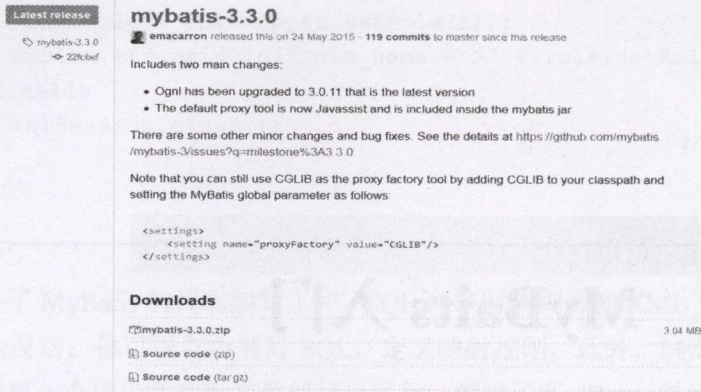 Latest release
mybatis-3.3.0
22fcbef
mybatis-3.3.0
emacarron released this on 24 May 2015 · 119 commits to master since this release
Includes two main changes:
• Ognl has been upgraded to 3.0.11 that is the latest version
• The default proxy tool is now Javassist and is included inside the mybatis jar
There are some other minor changes and bug fixes. See the details at https://github.com/mybatis
/mybatis-3/issues?q=milestone%3A3.3.0
Note that you can still use CGLIB as the proxy factory tool by adding CGLIB to your classpath and
setting the MyBatis global parameter as follows:
<settings>
<setting name="proxyFactory" value="CGLIB"/>
</settings>
Downloads
mybatis-3.3.0.zip
3.04 MB
Source code (zip)
Source code (tar.gz)